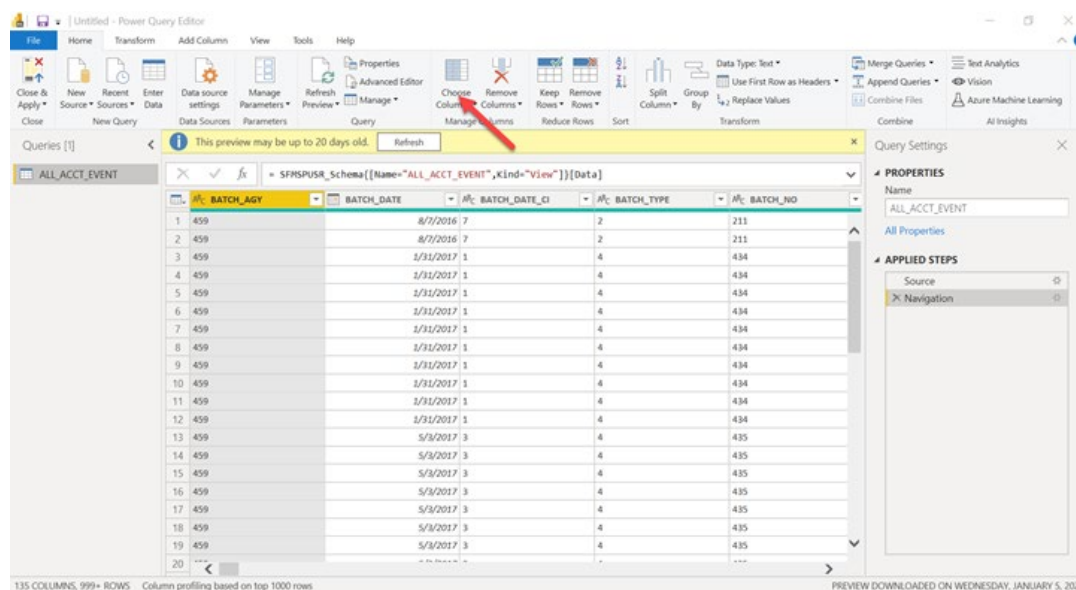 Untitled - Power Query Editor
File Home Transform Add Column View Tools Help
Close & Apply
New Source
Recent Sources
Enter Data
Data source settings
Manage Parameters
Refresh Preview
Properties
Advanced Editor
Manage
Choose
Remove Columns
Keep Rows
Remove Rows
Split Column
Group By
Data Type: Text
Use First Row as Headers
Replace Values
Merge Queries
Append Queries
Combine Files
Text Analytics
Vision
Azure Machine Learning
Close New Query Data Sources Parameters Query Manage Columns Reduce Rows Sort Transform Combine AI Insights
Queries [1]
This preview may be up to 20 days old. Refresh
Query Settings
ALL_ACCT_EVENT
fx = SFMSPUSR_Schema{[Name="ALL_ACCT_EVENT",Kind="View"]}[Data]
PROPERTIES
Name
ALL_ACCT_EVENT
All Properties
APPLIED STEPS
Source
Navigation
BATCH_AGY BATCH_DATE BATCH_DATE_CI BATCH_TYPE BATCH_NO
1 459 8/7/2016 7 2 211
2 459 8/7/2016 7 2 211
3 459 1/31/2017 1 4 434
4 459 1/31/2017 1 4 434
5 459 1/31/2017 1 4 434
6 459 1/31/2017 1 4 434
7 459 1/31/2017 1 4 434
8 459 1/31/2017 1 4 434
9 459 1/31/2017 1 4 434
10 459 1/31/2017 1 4 434
11 459 1/31/2017 1 4 434
12 459 1/31/2017 1 4 434
13 459 5/3/2017 3 4 435
14 459 5/3/2017 3 4 435
15 459 5/3/2017 3 4 435
16 459 5/3/2017 3 4 435
17 459 5/3/2017 3 4 435
18 459 5/3/2017 3 4 435
19 459 5/3/2017 3 4 435
20
135 COLUMNS, 999+ ROWS Column profiling based on top 1000 rows
PREVIEW DOWNLOADED ON WEDNESDAY, JANUARY 5, 202